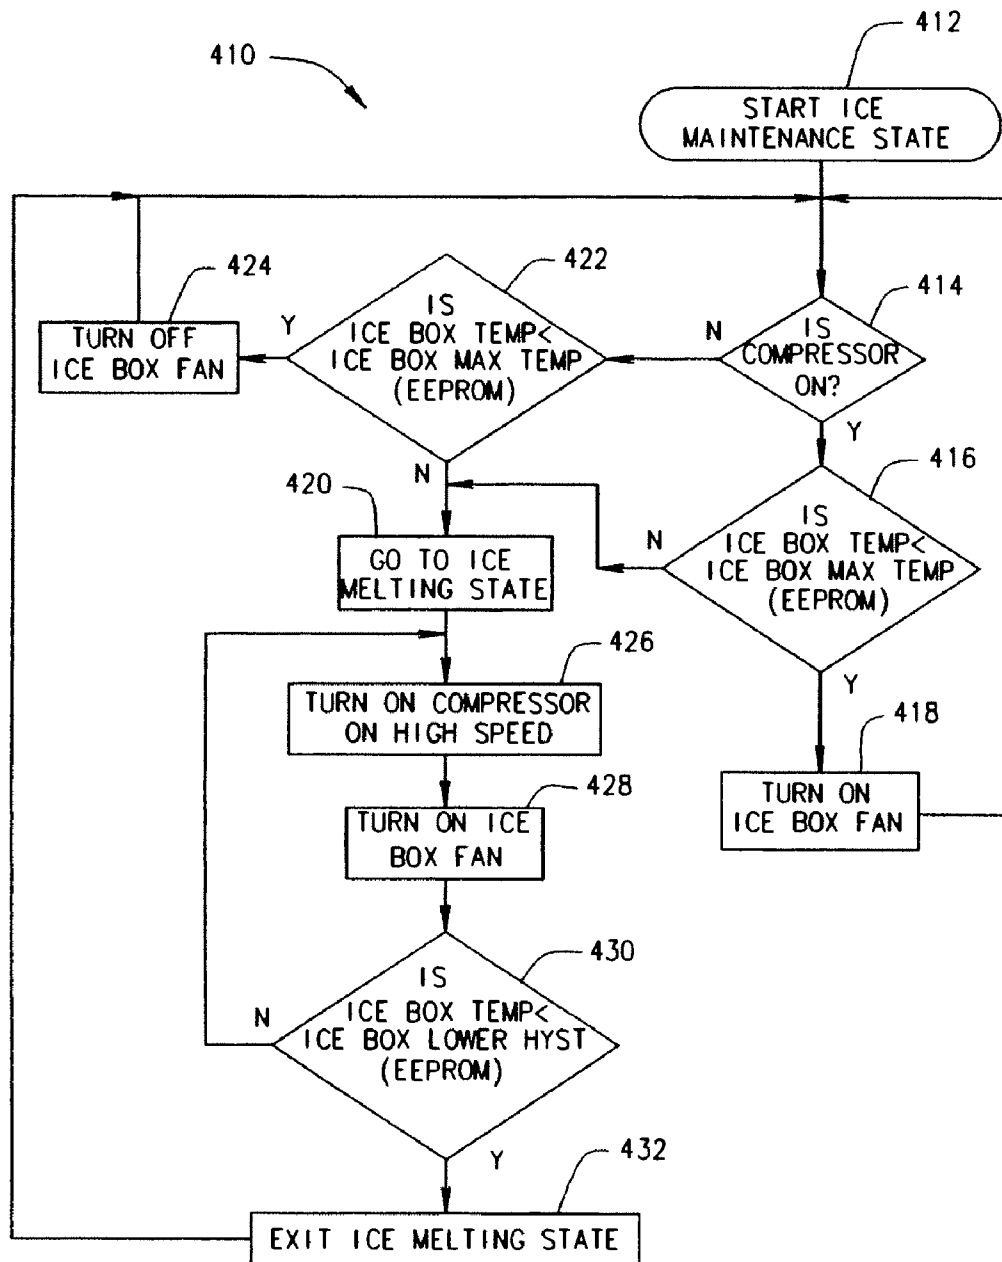 410
412
START ICE
MAINTENANCE STATE
424
422
414
TURN OFF
ICE BOX FAN
Y
IS
ICE BOX TEMP<
ICE BOX MAX TEMP
(EEPROM)
N
IS
COMPRESSOR
ON?
Y
N
420
416
GO TO ICE
MELTING STATE
N
IS
ICE BOX TEMP<
ICE BOX MAX TEMP
(EEPROM)
Y
426
TURN ON COMPRESSOR
ON HIGH SPEED
418
TURN ON
ICE BOX FAN
428
TURN ON ICE
BOX FAN
430
N
IS
ICE BOX TEMP<
ICE BOX LOWER HYST
(EEPROM)
Y
432
EXIT ICE MELTING STATE